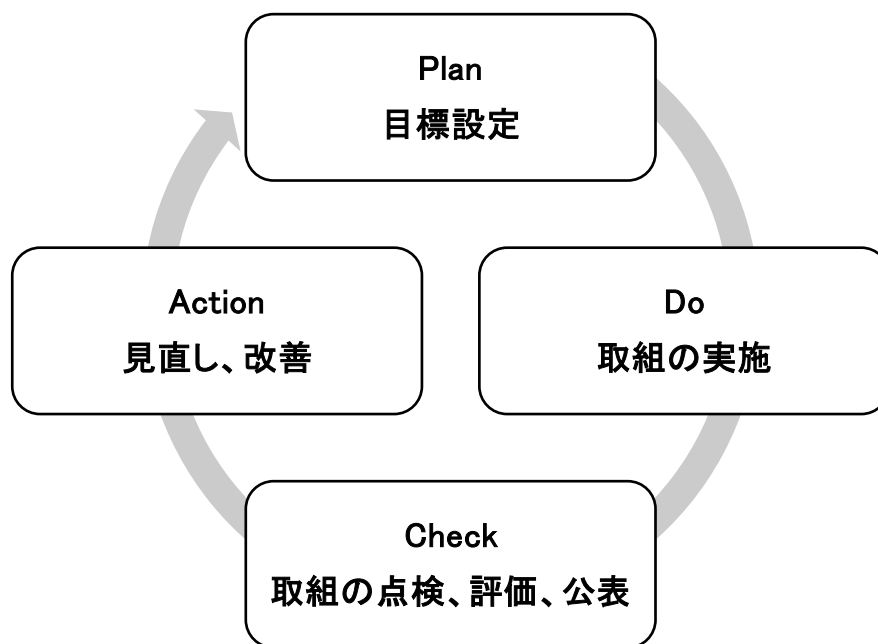 Plan
目標設定
Do
取組の実施
Check
取組の点検、評価、公表
Action
見直し、改善